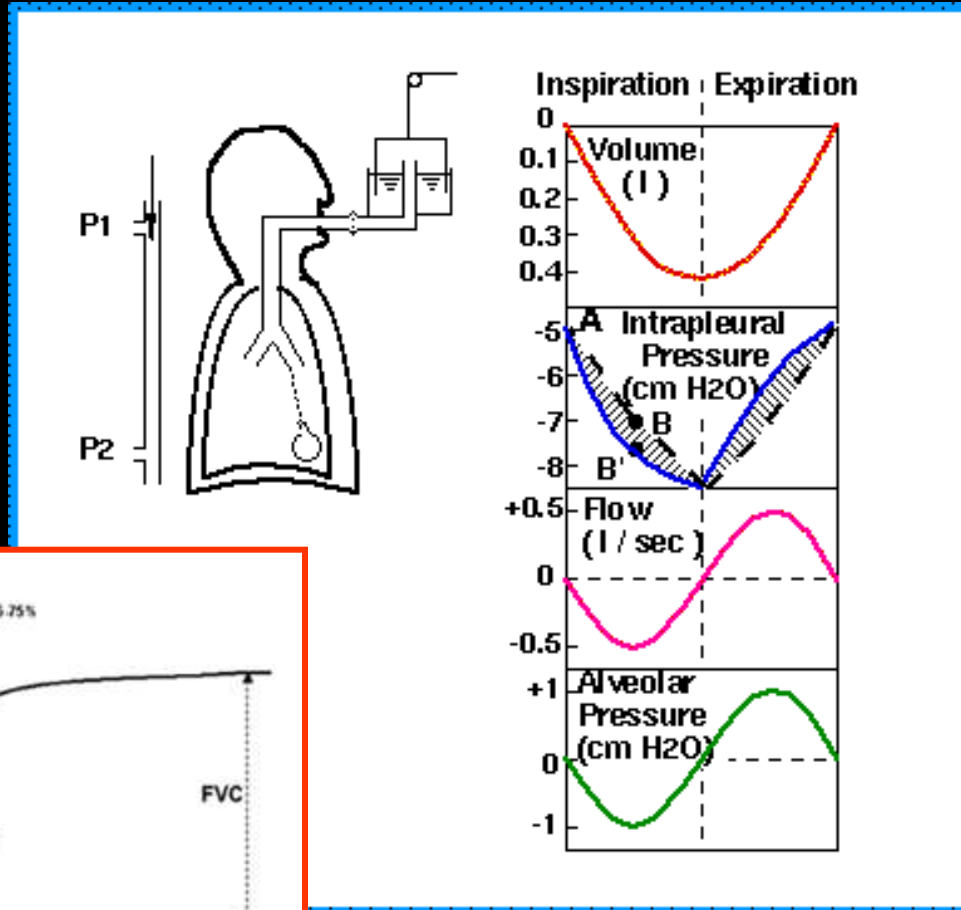 P1
P2
Inspiration Expiration
0
0.1
0.2
0.3
0.4
Volume
( l )
-5
-6
-7
-8
A Intrapleural
Pressure
(cm H2O)
B
B'
+0.5
0
-0.5
Flow
( l / sec )
+1
0
-1
Alveolar
Pressure
(cm H2O)
FVC